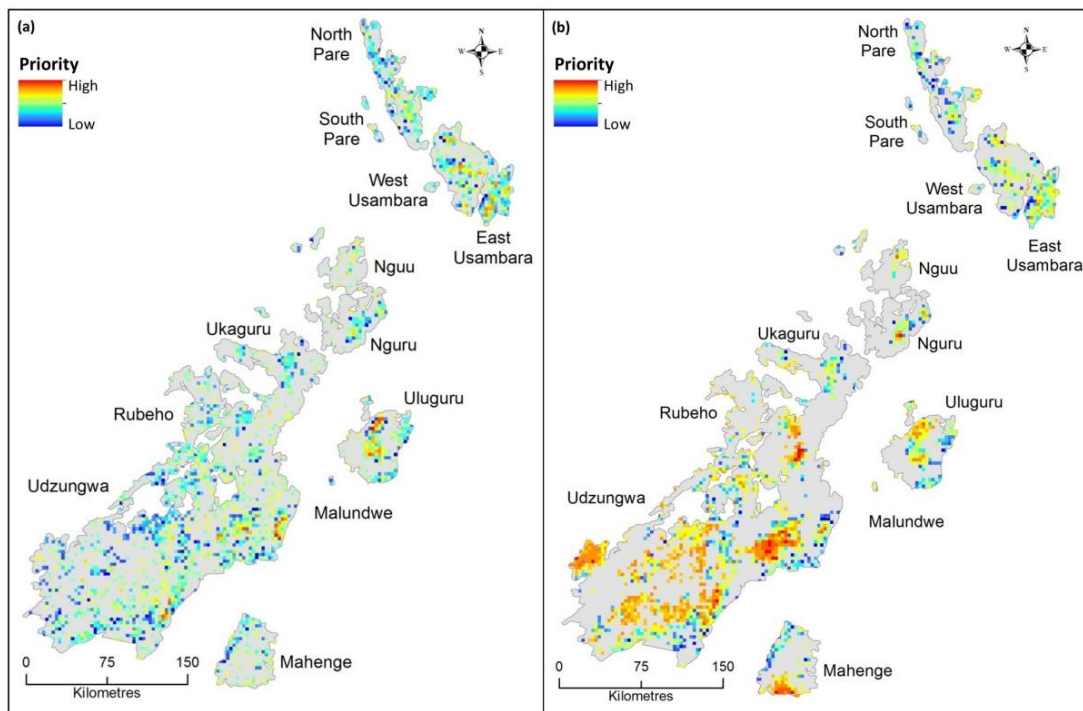 (a)
North
Pare
N
W E
S
Priority
High
Low
South
Pare
West
Usambara
East
Usambara
Nguu
Ukaguru
Nguru
Uluguru
Rubeho
Udzungwa
Malundwe
Mahenge
0 75 150
Kilometres
(b)
North
Pare
N
W E
S
Priority
High
Low
South
Pare
West
Usambara
East
Usambara
Nguu
Ukaguru
Nguru
Uluguru
Rubeho
Udzungwa
Malundwe
Mahenge
0 75 150
Kilometres